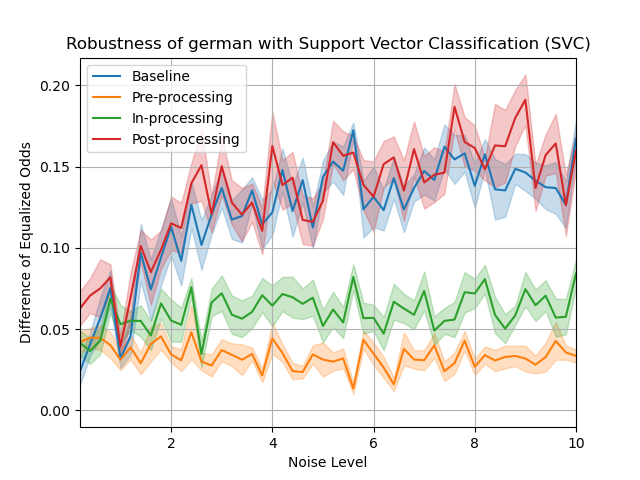 Robustness of german with Support Vector Classification (SVC)
Baseline
Pre-processing
In-processing
Post-processing
Difference of Equalized Odds
0.20
0.15
0.10
0.05
0.00
2 4 6 8 10
Noise Level